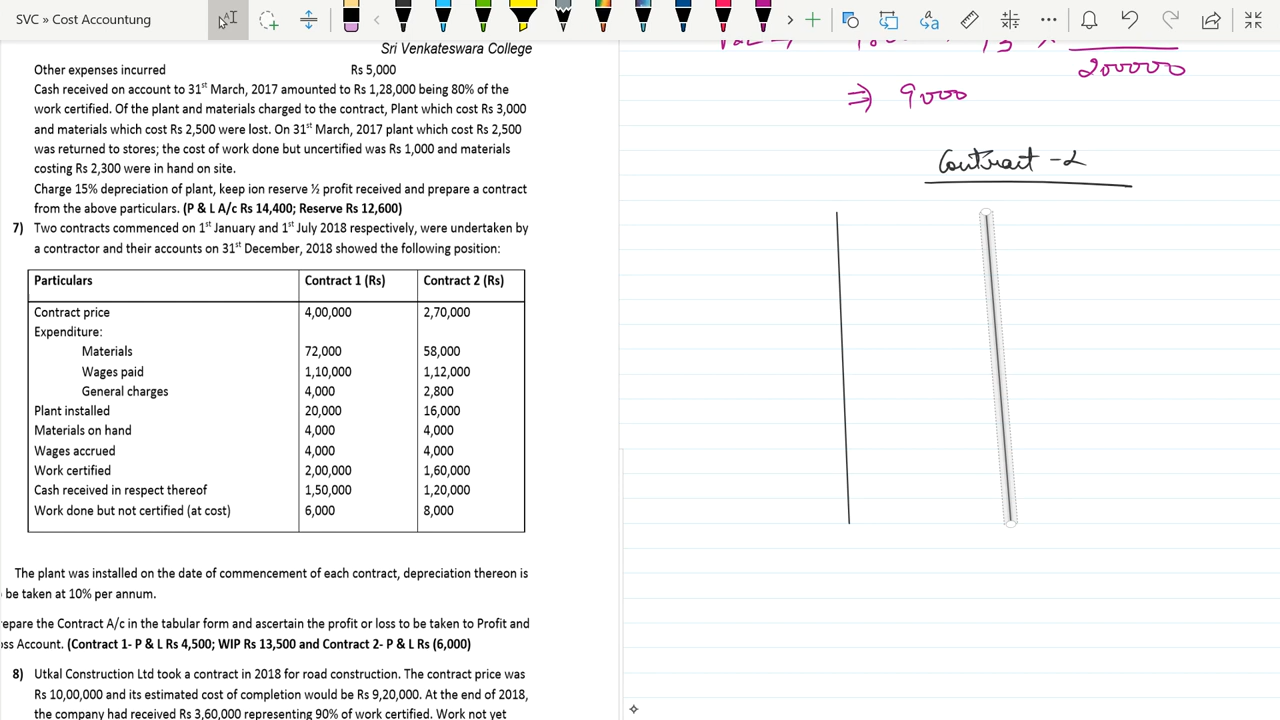 SVC » Cost Accountung
Sri Venkateswara College
Other expenses incurred Rs 5,000
Cash received on account to 31st March, 2017 amounted to Rs 1,28,000 being 80% of the
work certified. Of the plant and materials charged to the contract, Plant which cost Rs 3,000
and materials which cost Rs 2,500 were lost. On 31st March, 2017 plant which cost Rs 2,500
was returned to stores; the cost of work done but uncertified was Rs 1,000 and materials
costing Rs 2,300 were in hand on site.
Charge 15% depreciation of plant, keep ion reserve ½ profit received and prepare a contract
from the above particulars. (P & L A/c Rs 14,400; Reserve Rs 12,600)
7) Two contracts commenced on 1st January and 1st July 2018 respectively, were undertaken by
a contractor and their accounts on 31st December, 2018 showed the following position:
Particulars Contract 1 (Rs) Contract 2 (Rs)
Contract price 4,00,000 2,70,000
Expenditure:
Materials 72,000 58,000
Wages paid 1,10,000 1,12,000
General charges 4,000 2,800
Plant installed 20,000 16,000
Materials on hand 4,000 4,000
Wages accrued 4,000 4,000
Work certified 2,00,000 1,60,000
Cash received in respect thereof 1,50,000 1,20,000
Work done but not certified (at cost) 6,000 8,000
The plant was installed on the date of commencement of each contract, depreciation thereon is
be taken at 10% per annum.
epare the Contract A/c in the tabular form and ascertain the profit or loss to be taken to Profit and
oss Account. (Contract 1- P & L Rs 4,500; WIP Rs 13,500 and Contract 2- P & L Rs (6,000)
8) Utkal Construction Ltd took a contract in 2018 for road construction. The contract price was
Rs 10,00,000 and its estimated cost of completion would be Rs 9,20,000. At the end of 2018,
the company had received Rs 3,60,000 representing 90% of work certified. Work not yet
200000
⇒ 9000
Contract -2